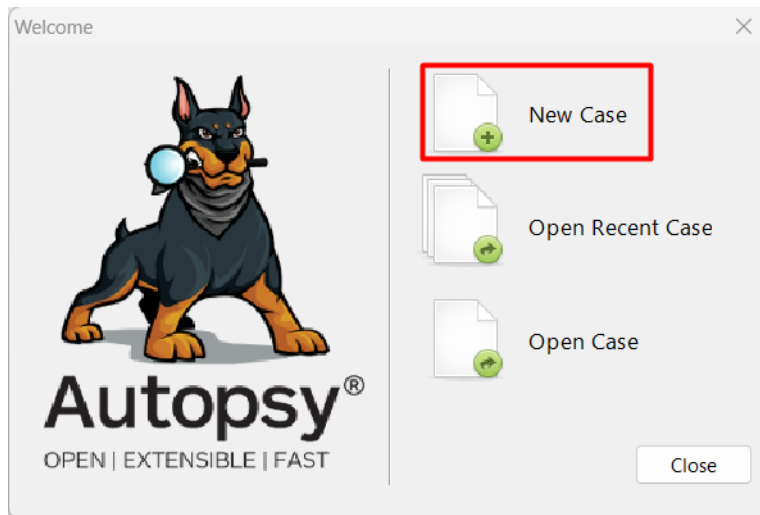 Welcome
New Case
Open Recent Case
Open Case
Autopsy®
OPEN | EXTENSIBLE | FAST
Close